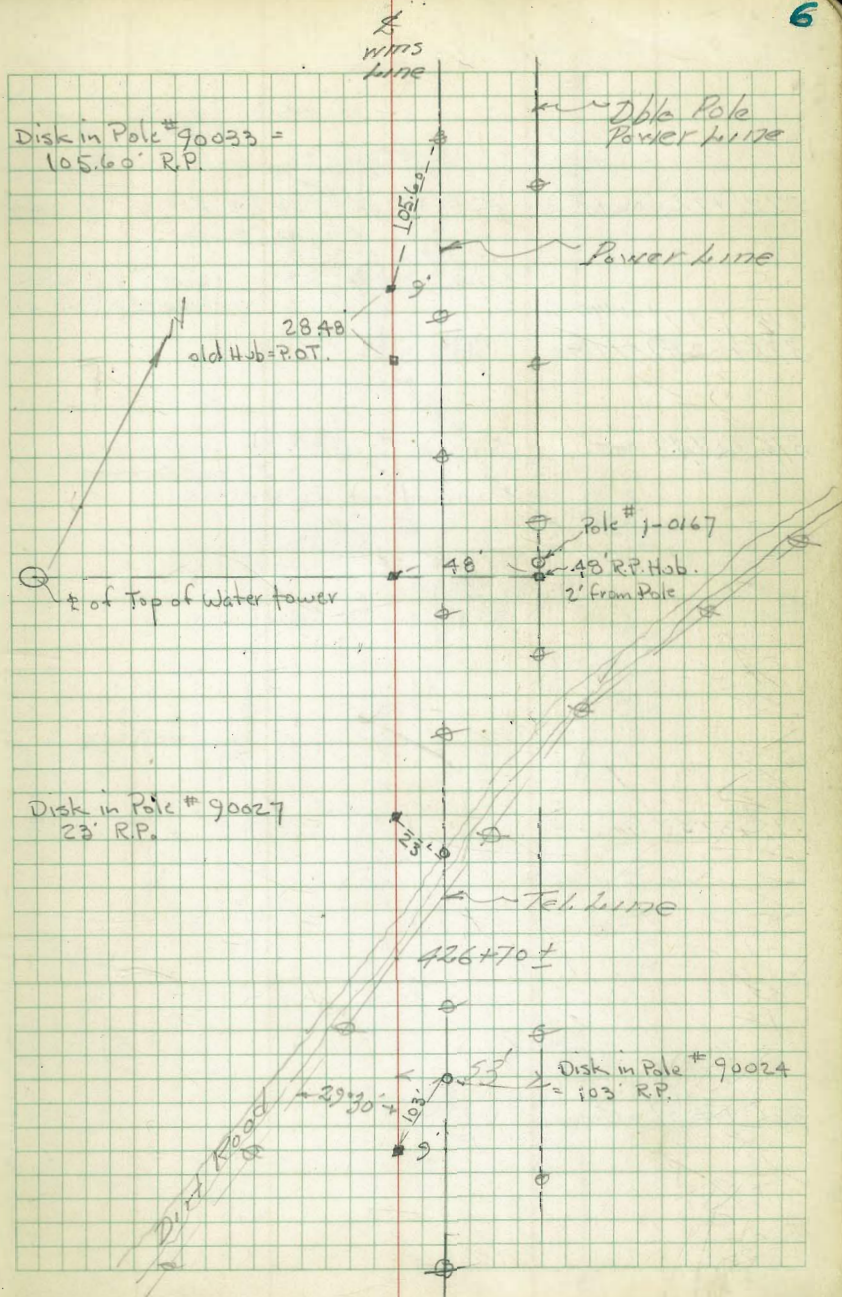 6
℄
wms
Line
Dble Pole
Power Line
Disk in Pole # 90033 =
105.60' R.P.
105.60
Power Line
9'
N
28.48'
old Hub = P.O.T.
Pole # J-0167
48'
48' R.P. Hub.
2' from Pole
℄ of Top of Water tower
Disk in Pole # 90027
23' R.P.
23'
Tel. Line
426+70 ±
53'
Disk in Pole # 90024
= 103' R.P.
29°30'
103'
9'
Dirt Road